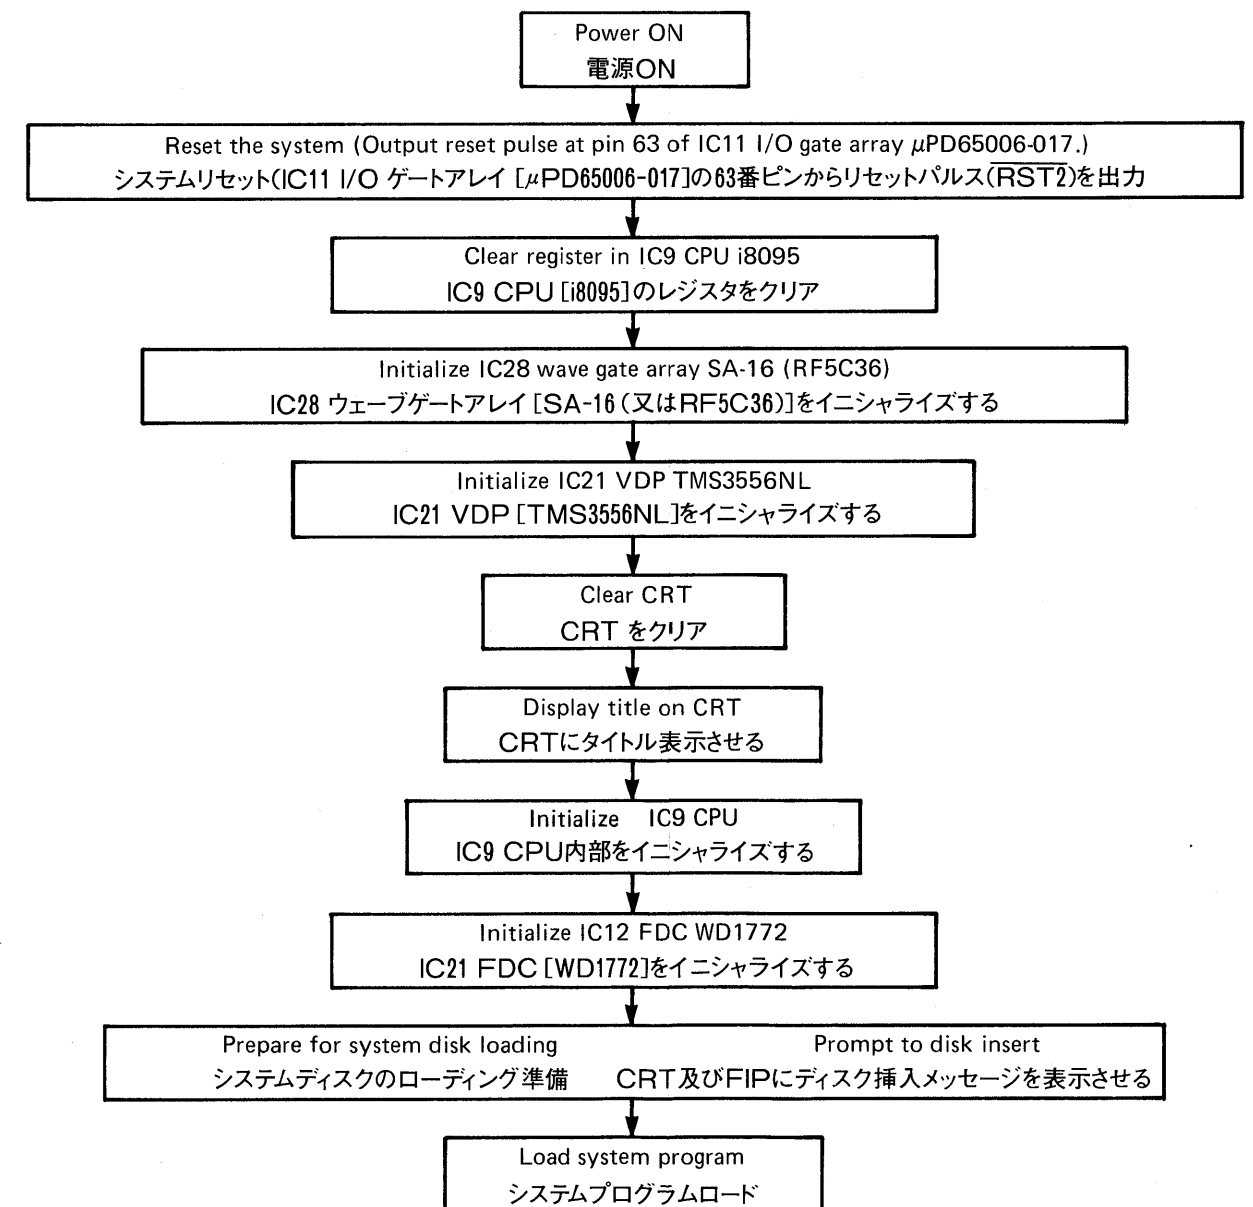 Power ON
電源ON
Reset the system (Output reset pulse at pin 63 of IC11 I/O gate array μPD65006-017.)
システムリセット(IC11 I/O ゲートアレイ [μPD65006-017]の63番ピンからリセットパルス(RST2)を出力
Clear register in IC9 CPU i8095
IC9 CPU [i8095]のレジスタをクリア
Initialize IC28 wave gate array SA-16 (RF5C36)
IC28 ウェーブゲートアレイ [SA-16 (又はRF5C36)]をイニシャライズする
Initialize IC21 VDP TMS3556NL
IC21 VDP [TMS3556NL]をイニシャライズする
Clear CRT
CRT をクリア
Display title on CRT
CRTにタイトル表示させる
Initialize IC9 CPU
IC9 CPU内部をイニシャライズする
Initialize IC12 FDC WD1772
IC21 FDC [WD1772]をイニシャライズする
Prepare for system disk loading Prompt to disk insert
システムディスクのローディング準備 CRT及びFIPにディスク挿入メッセージを表示させる
Load system program
システムプログラムロード